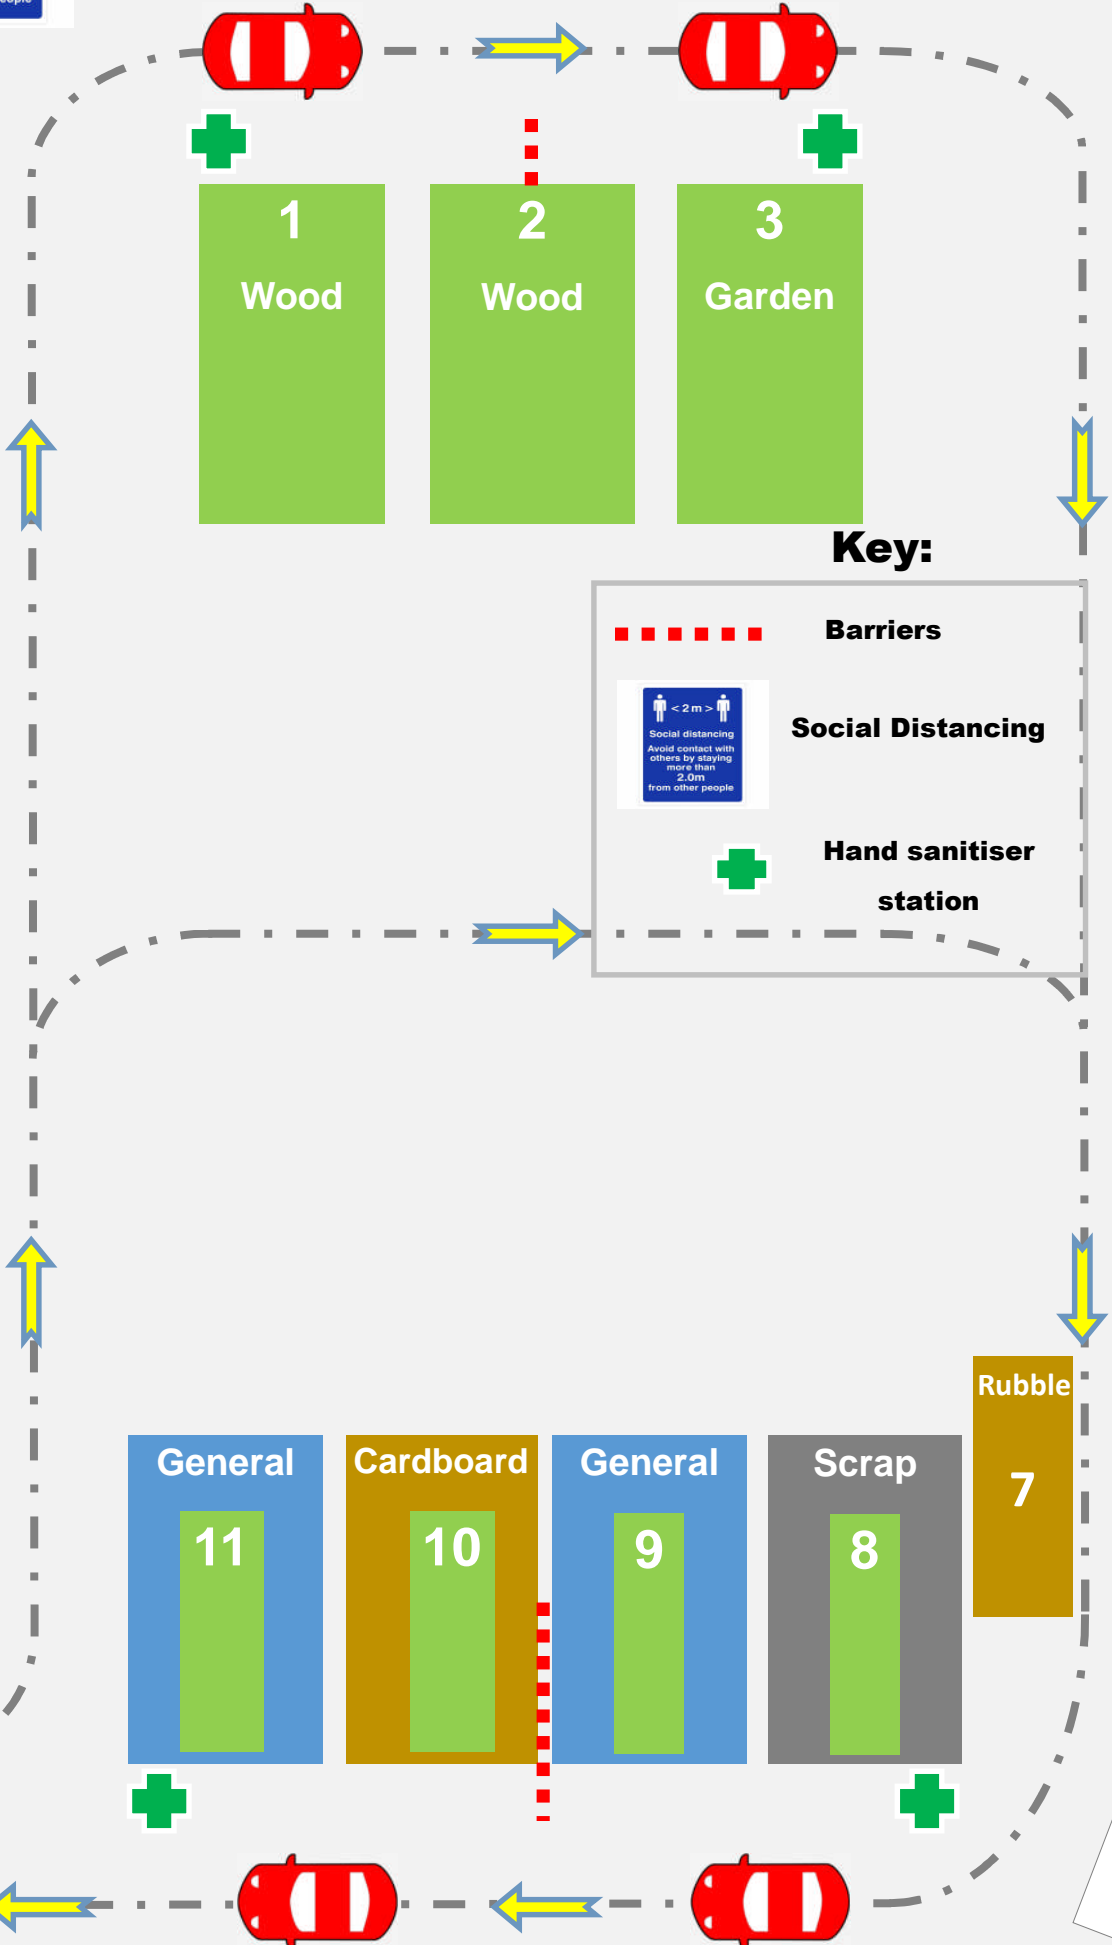 people
1
Wood
2
Wood
3
Garden
Key:
Barriers
< 2 m >
Social distancing
Avoid contact with
others by staying
more than
2.0m
from other people
Social Distancing
Hand sanitiser
station
Rubble
7
General
11
Cardboard
10
General
9
Scrap
8